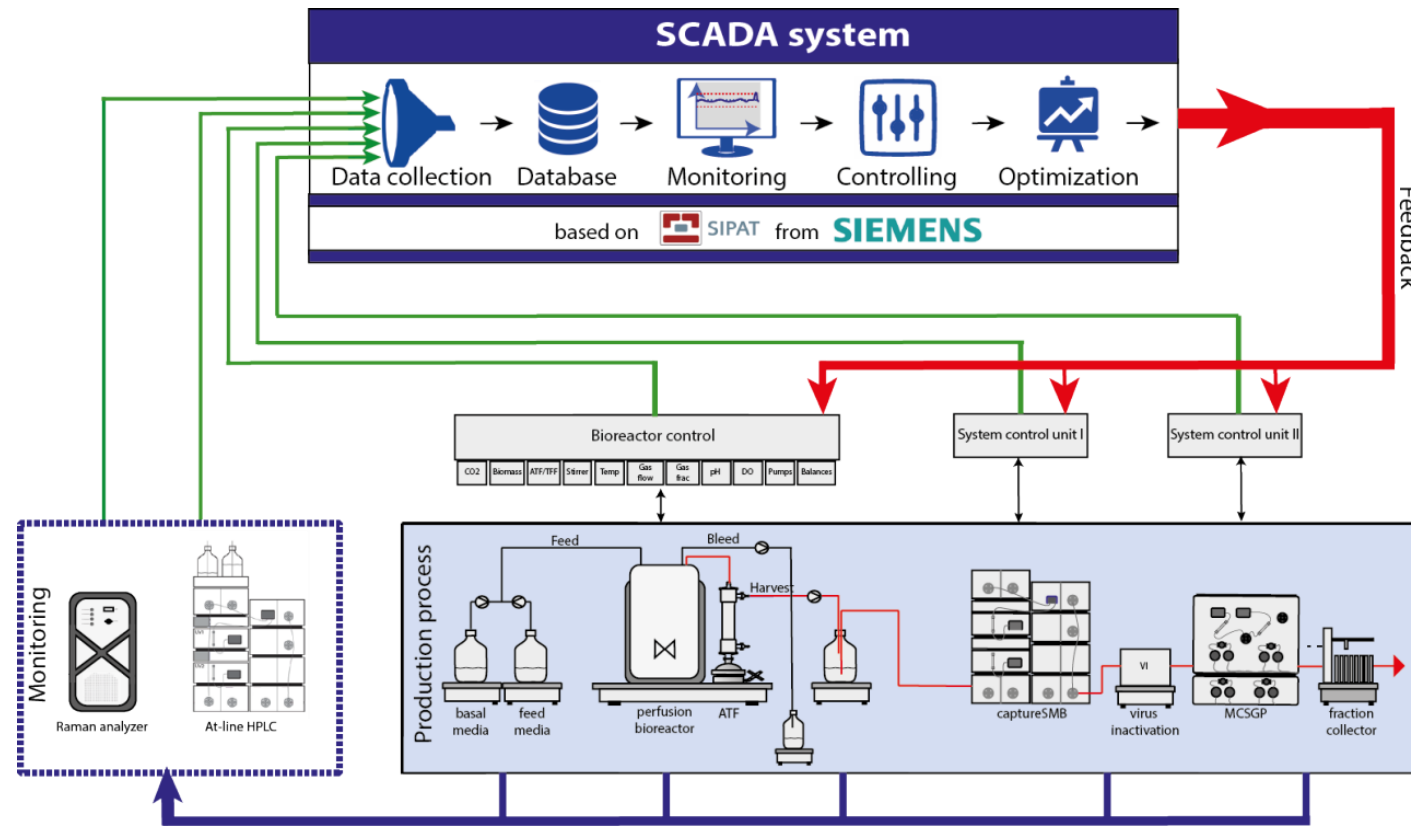 SCADA system
Data collection
Database
Monitoring
Controlling
Optimization
based on SIPAT from SIEMENS
Feedback
Bioreactor control
CO2
Biomass
ATF/TFF
Stirrer
Temp
Gas
flow
Gas
frac
pH
DO
Pumps
Balances
System control unit I
System control unit II
Monitoring
Raman analyzer
At-line HPLC
Production process
Feed
Bleed
Harvest
basal
media
feed
media
perfusion
bioreactor
ATF
captureSMB
VI
virus
inactivation
MCSGP
fraction
collector